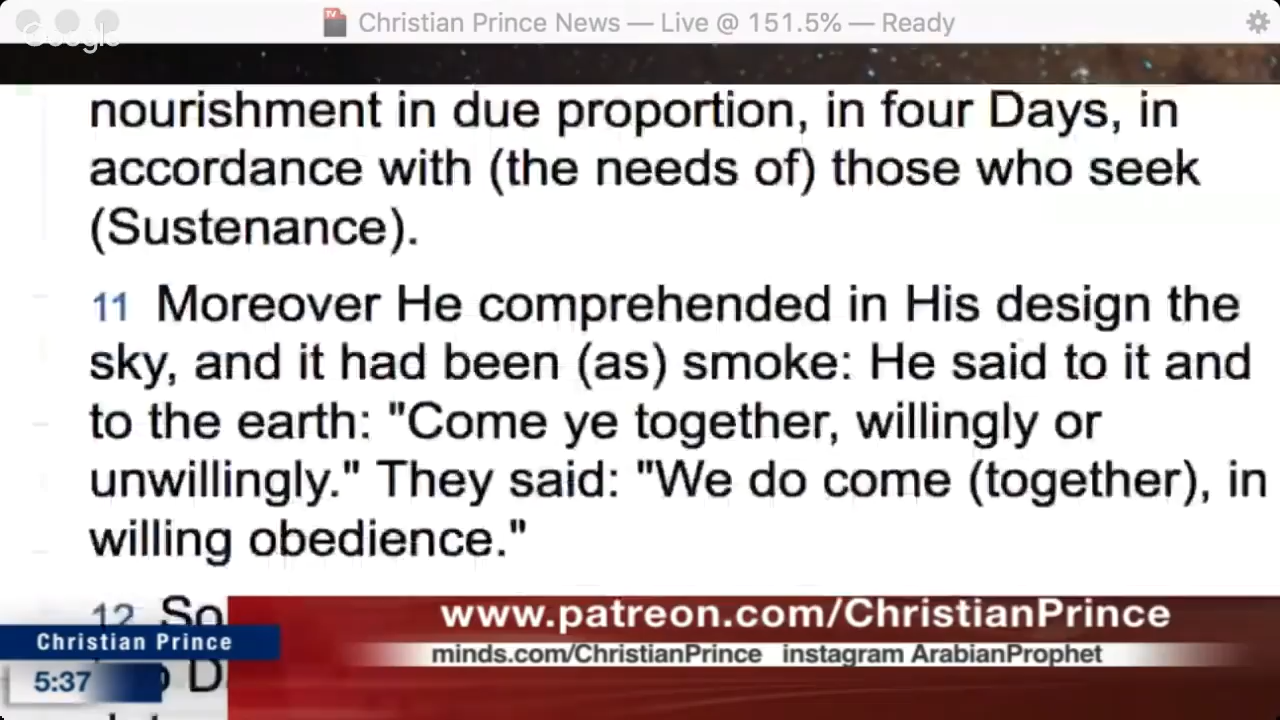 Christian Prince News — Live @ 151.5% — Ready
Google
nourishment in due proportion, in four Days, in
accordance with (the needs of) those who seek
(Sustenance).
11 Moreover He comprehended in His design the
sky, and it had been (as) smoke: He said to it and
to the earth: "Come ye together, willingly or
unwillingly." They said: "We do come (together), in
willing obedience."
12 So
www.patreon.com/ChristianPrince
Christian Prince
minds.com/ChristianPrince instagram ArabianProphet
5:37
D